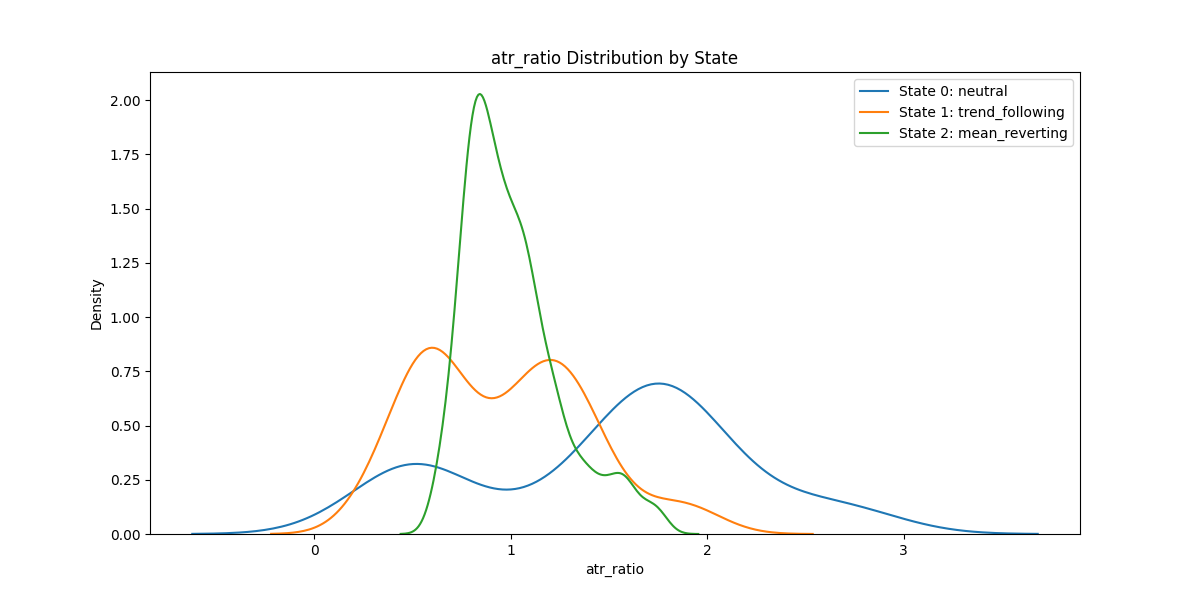 atr_ratio Distribution by State
State 0: neutral
State 1: trend_following
State 2: mean_reverting
Density
2.00
1.75
1.50
1.25
1.00
0.75
0.50
0.25
0.00
0 1 2 3
atr_ratio